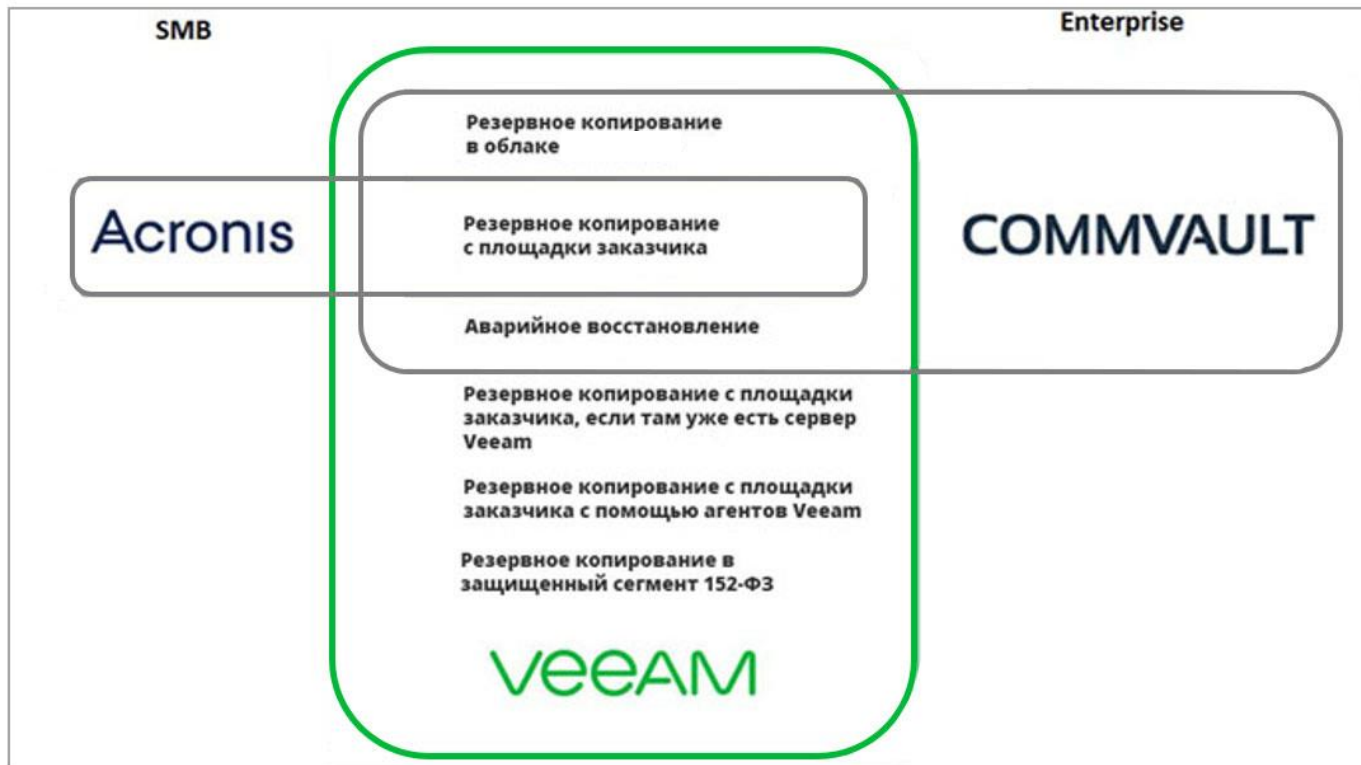 SMB
Enterprise
Резервное копирование
в облаке
Acronis
Резервное копирование
с площадки заказчика
COMMVAULT
Аварийное восстановление
Резервное копирование с площадки
заказчика, если там уже есть сервер
Veeam
Резервное копирование с площадки
заказчика с помощью агентов Veeam
Резервное копирование в
защищенный сегмент 152-ФЗ
veeAM